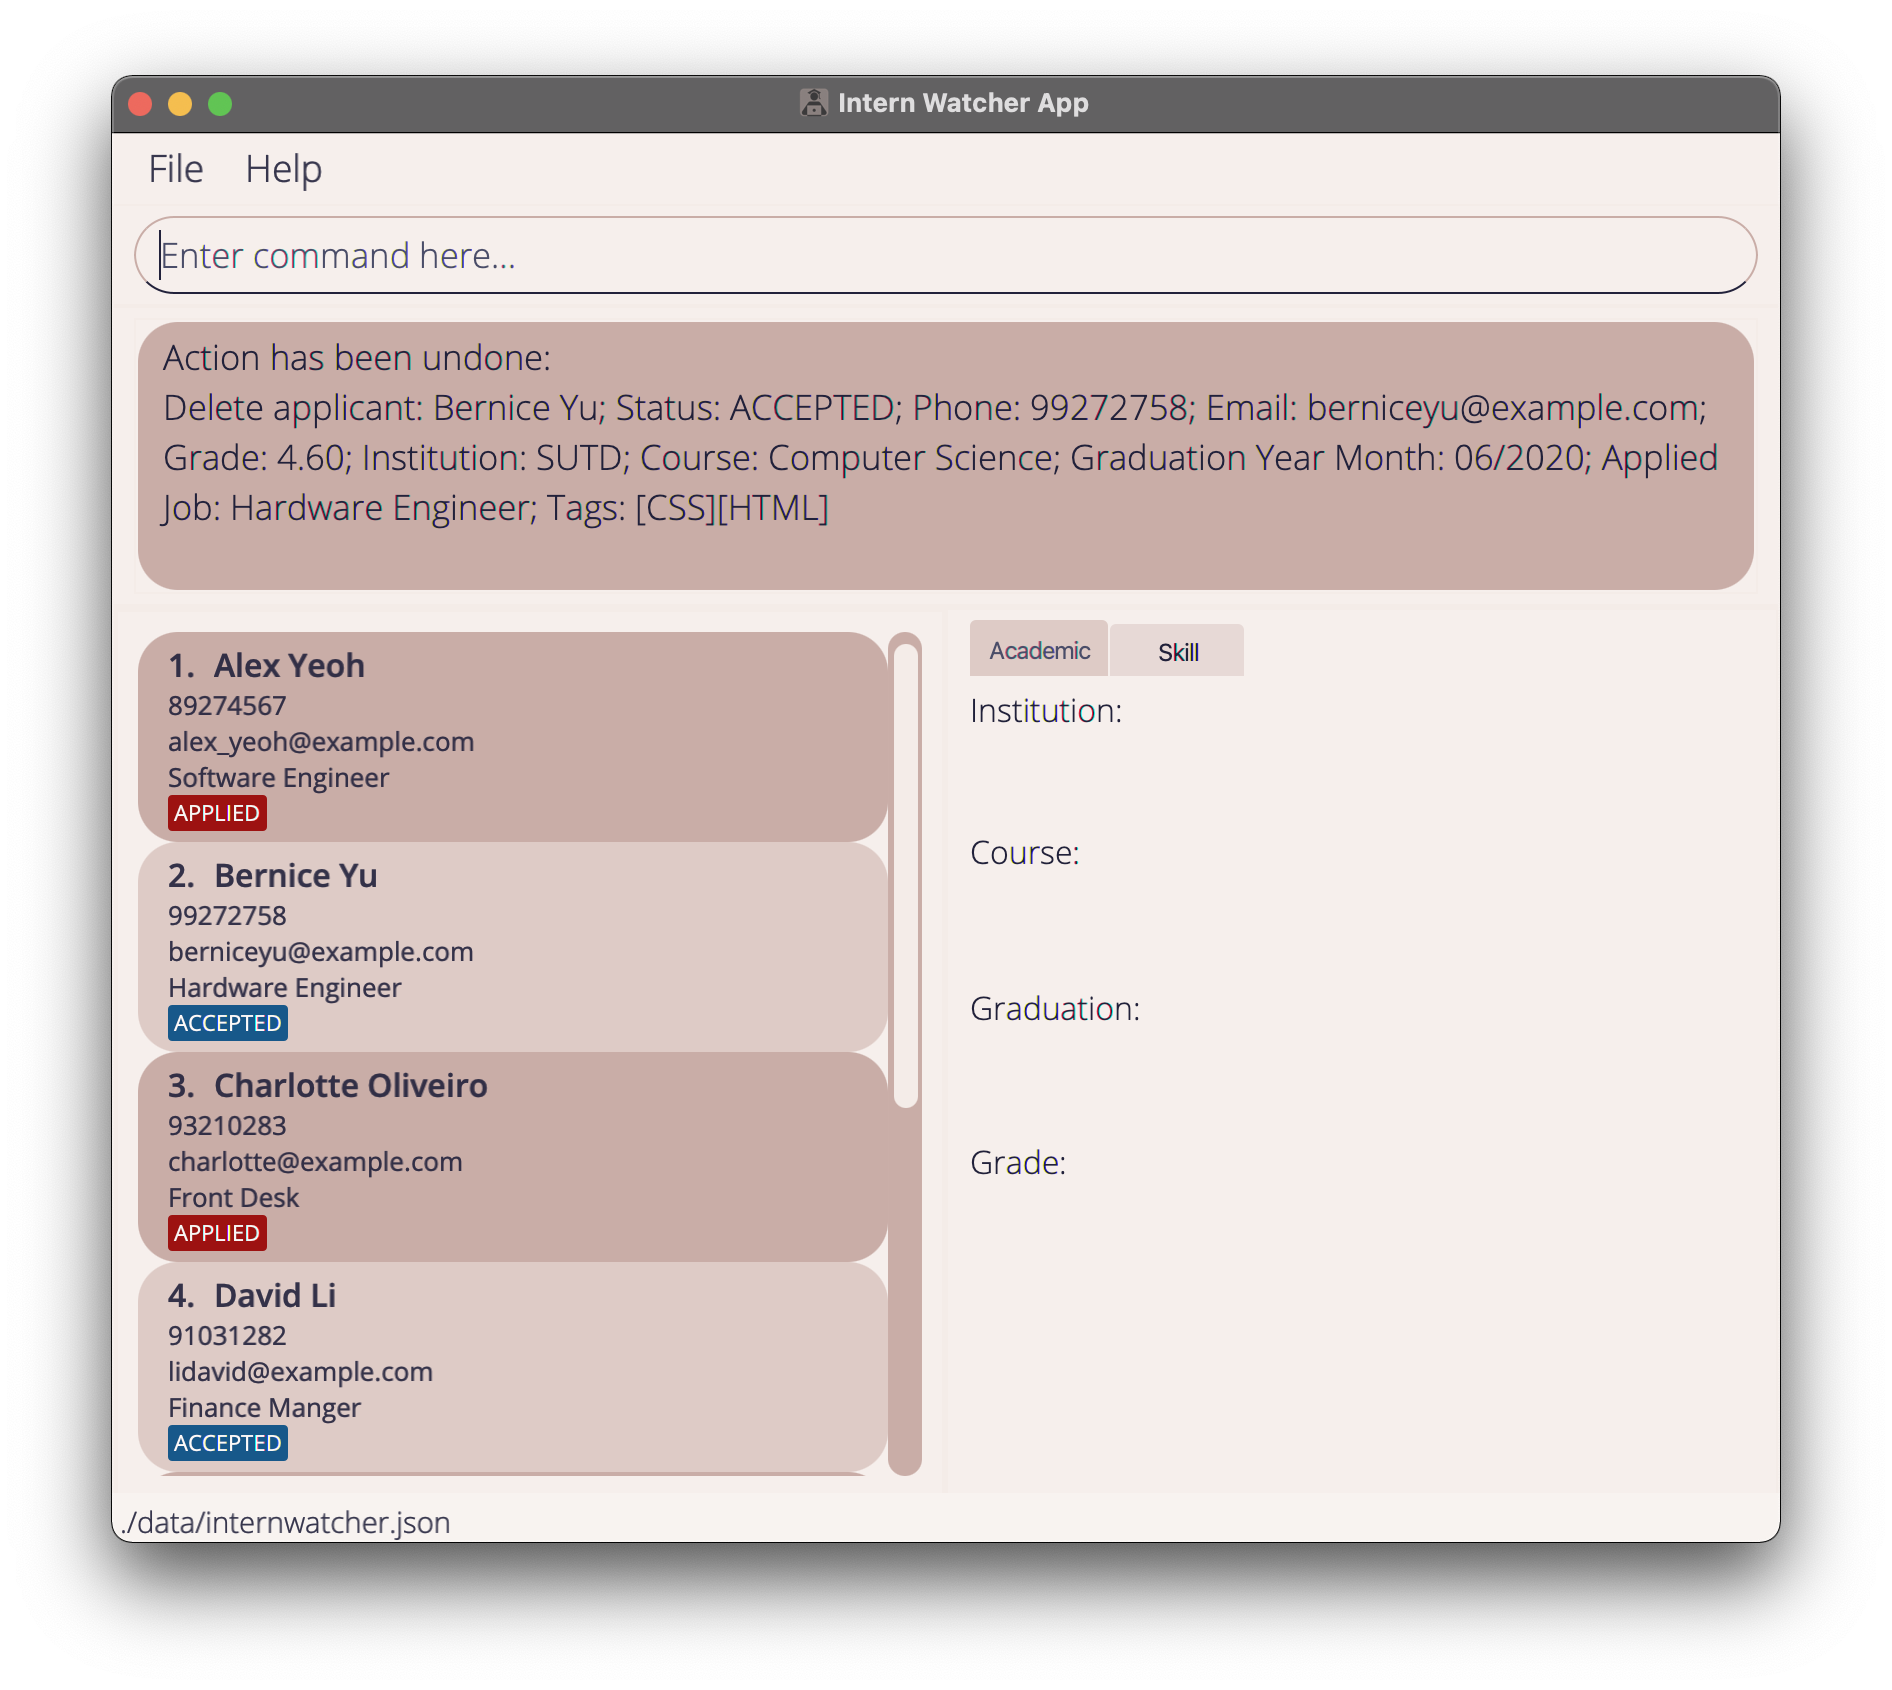 Intern Watcher App
File Help
Enter command here...
Action has been undone:
Delete applicant: Bernice Yu; Status: ACCEPTED; Phone: 99272758; Email: berniceyu@example.com;
Grade: 4.60; Institution: SUTD; Course: Computer Science; Graduation Year Month: 06/2020; Applied
Job: Hardware Engineer; Tags: [CSS][HTML]
1. Alex Yeoh
89274567
alex_yeoh@example.com
Software Engineer
APPLIED
2. Bernice Yu
99272758
berniceyu@example.com
Hardware Engineer
ACCEPTED
3. Charlotte Oliveiro
93210283
charlotte@example.com
Front Desk
APPLIED
4. David Li
91031282
lidavid@example.com
Finance Manger
ACCEPTED
Academic Skill
Institution:
Course:
Graduation:
Grade:
./data/internwatcher.json